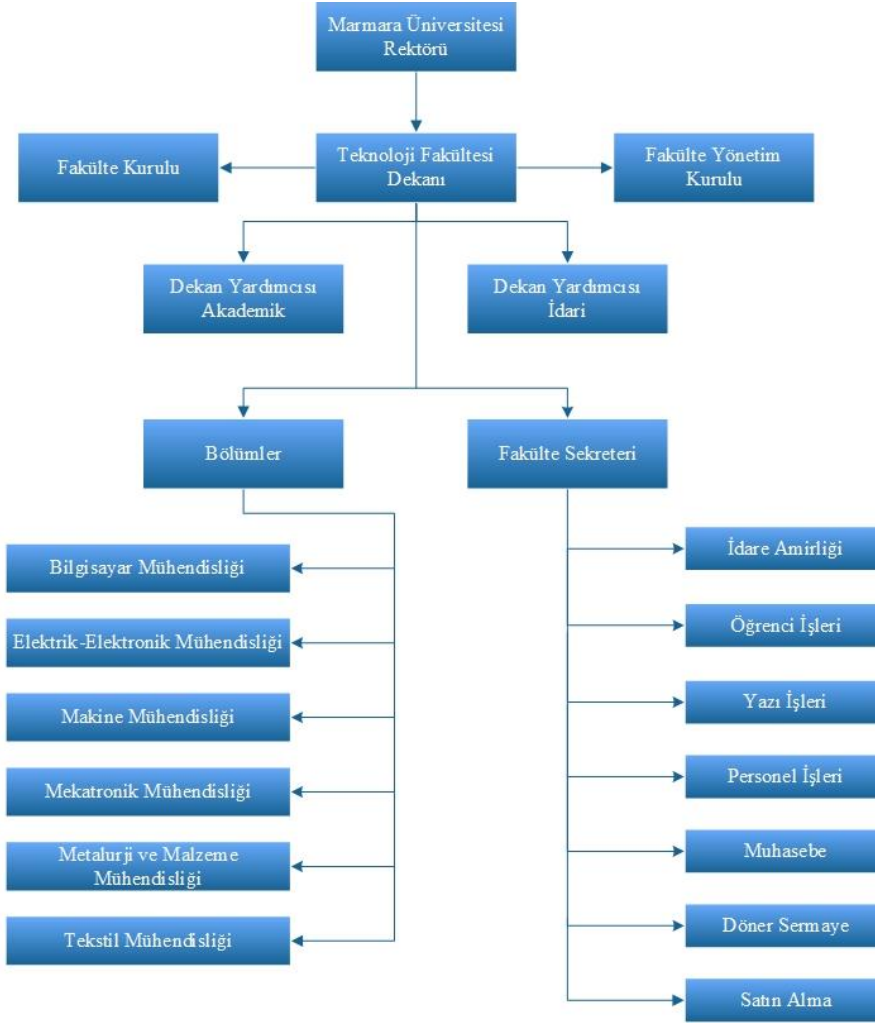 Marmara Üniversitesi
Rektörü
Fakülte Kurulu
Teknoloji Fakültesi
Dekanı
Fakülte Yönetim
Kurulu
Dekan Yardımcısı
Akademik
Dekan Yardımcısı
İdari
Bölümler
Fakülte Sekreteri
Bilgisayar Mühendisliği
Elektrik-Elektronik Mühendisliği
Makine Mühendisliği
Mekatronik Mühendisliği
Metalurji ve Malzeme
Mühendisliği
Tekstil Mühendisliği
İdare Amirliği
Öğrenci İşleri
Yazı İşleri
Personel İşleri
Muhasebe
Döner Sermaye
Satın Alma